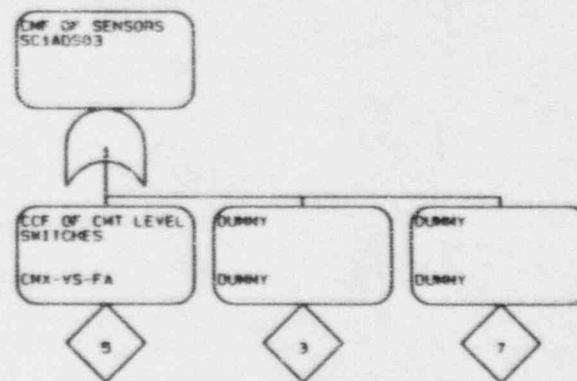 CMF OF SENSORS
SC1ADS03
1
CCF OF CMT LEVEL
SWITCHES
CMX-VS-FA
5
DUMMY
DUMMY
3
DUMMY
DUMMY
7